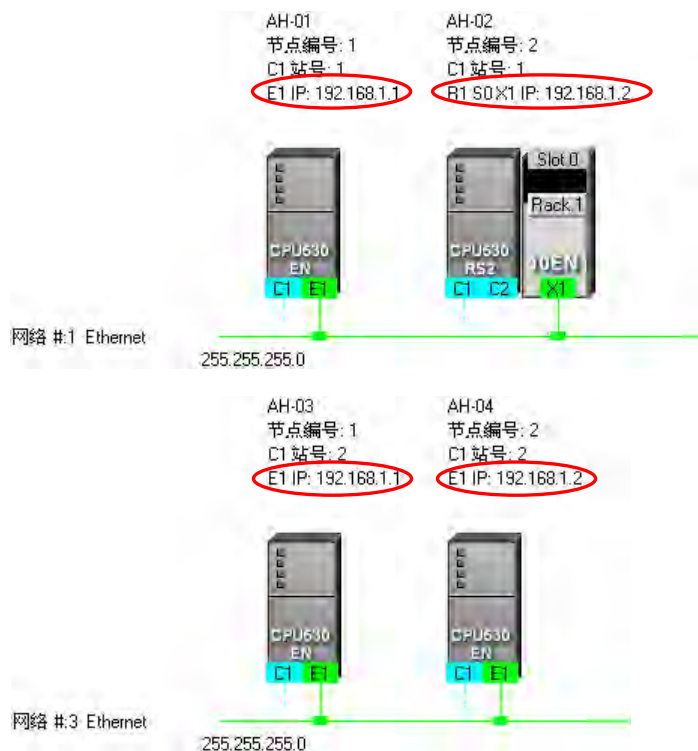 AH-01
节点编号: 1
C1 站号: 1
E1 IP: 192.168.1.1
AH-02
节点编号: 2
C1 站号: 1
R1 S0 X1 IP: 192.168.1.2
CPU530
EN
C1 E1
Slot 0
Rack 1
CPU530
RS2
10EN
C1 C2 X1
网络 #:1 Ethernet
255.255.255.0
AH-03
节点编号: 1
C1 站号: 2
E1 IP: 192.168.1.1
AH-04
节点编号: 2
C1 站号: 2
E1 IP: 192.168.1.2
CPU530
EN
C1 E1
CPU530
EN
C1 E1
网络 #:3 Ethernet
255.255.255.0